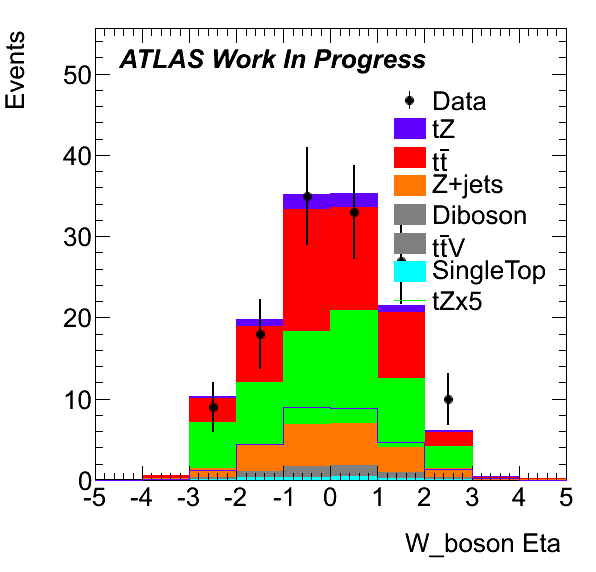 Events
ATLAS Work In Progress
Data
tZ
tt̄
Z+jets
Diboson
tt̄V
SingleTop
tZx5
50
40
30
20
10
0
-5 -4 -3 -2 -1 0 1 2 3 4 5
W_boson Eta